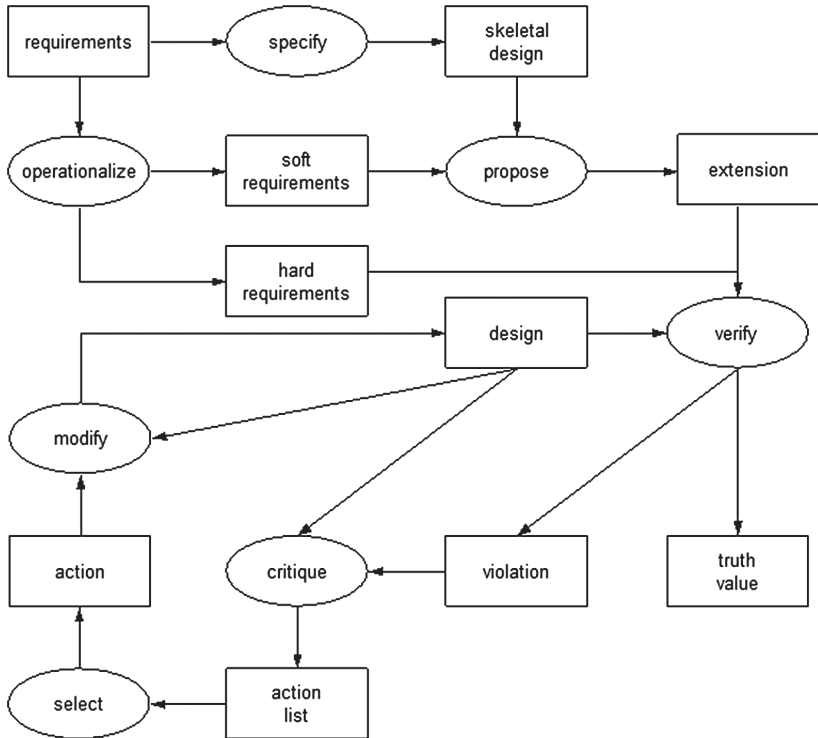 requirements
specify
skeletal
design
operationalize
soft
requirements
propose
extension
hard
requirements
design
verify
modify
action
critique
violation
truth
value
select
action
list